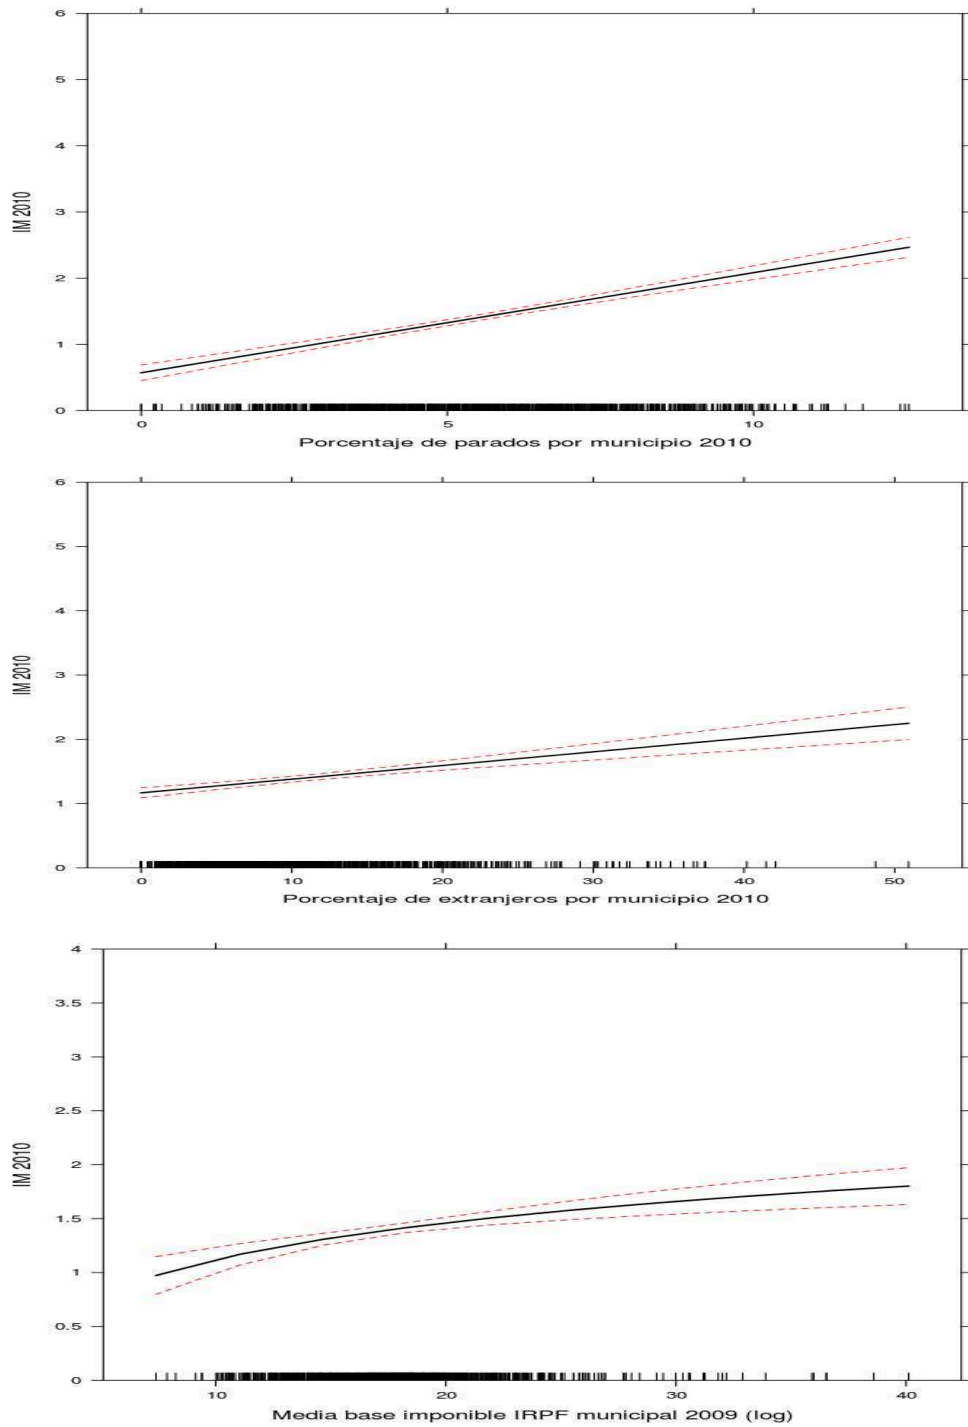 6
5
4
3
2
1
0
IM 2010
0 5 10
Porcentaje de parados por municipio 2010
6
5
4
3
2
1
0
IM 2010
0 10 20 30 40 50
Porcentaje de extranjeros por municipio 2010
4
3.5
3
2.5
2
1.5
1
0.5
0
IM 2010
10 20 30 40
Media base imponible IRPF municipal 2009 (log)